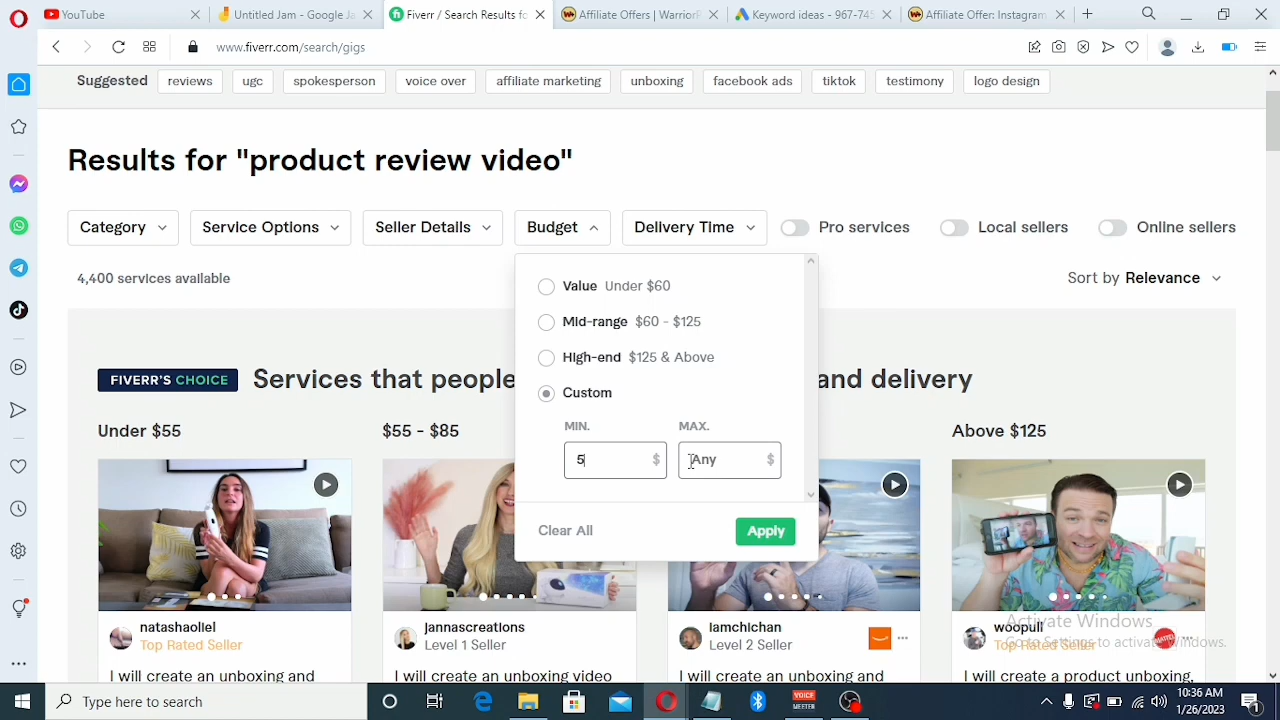 YouTube
Untitled Jam - Google Ja
Fiverr / Search Results fo
Affiliate Offers | Warrior
Keyword ideas - 967-745
Affiliate Offer: Instagram
www.fiverr.com/search/gigs
Suggested reviews ugc spokesperson voice over affiliate marketing unboxing facebook ads tiktok testimony logo design
Results for "product review video"
Category Service Options Seller Details Budget Delivery Time Pro services Local sellers Online sellers
4,400 services available
Sort by Relevance
Value Under $60
Mid-range $60 - $125
High-end $125 & Above
Custom
MIN. MAX.
5 $ Any $
Clear All Apply
FIVERR'S CHOICE Services that people and delivery
Under $55 $55 - $85 Above $125
natashaollel
Top Rated Seller
jannascreations
Level 1 Seller
iamchichan
Level 2 Seller
woopull
Top Rated Seller
I will create an unboxing and
I will create an unboxing video
I will create an unboxing and
I will create a product unboxing,
Activate Windows
Go to Settings to activate Windows.
Type here to search
VOICE
MEETER
10:36 AM
1/26/2023
1